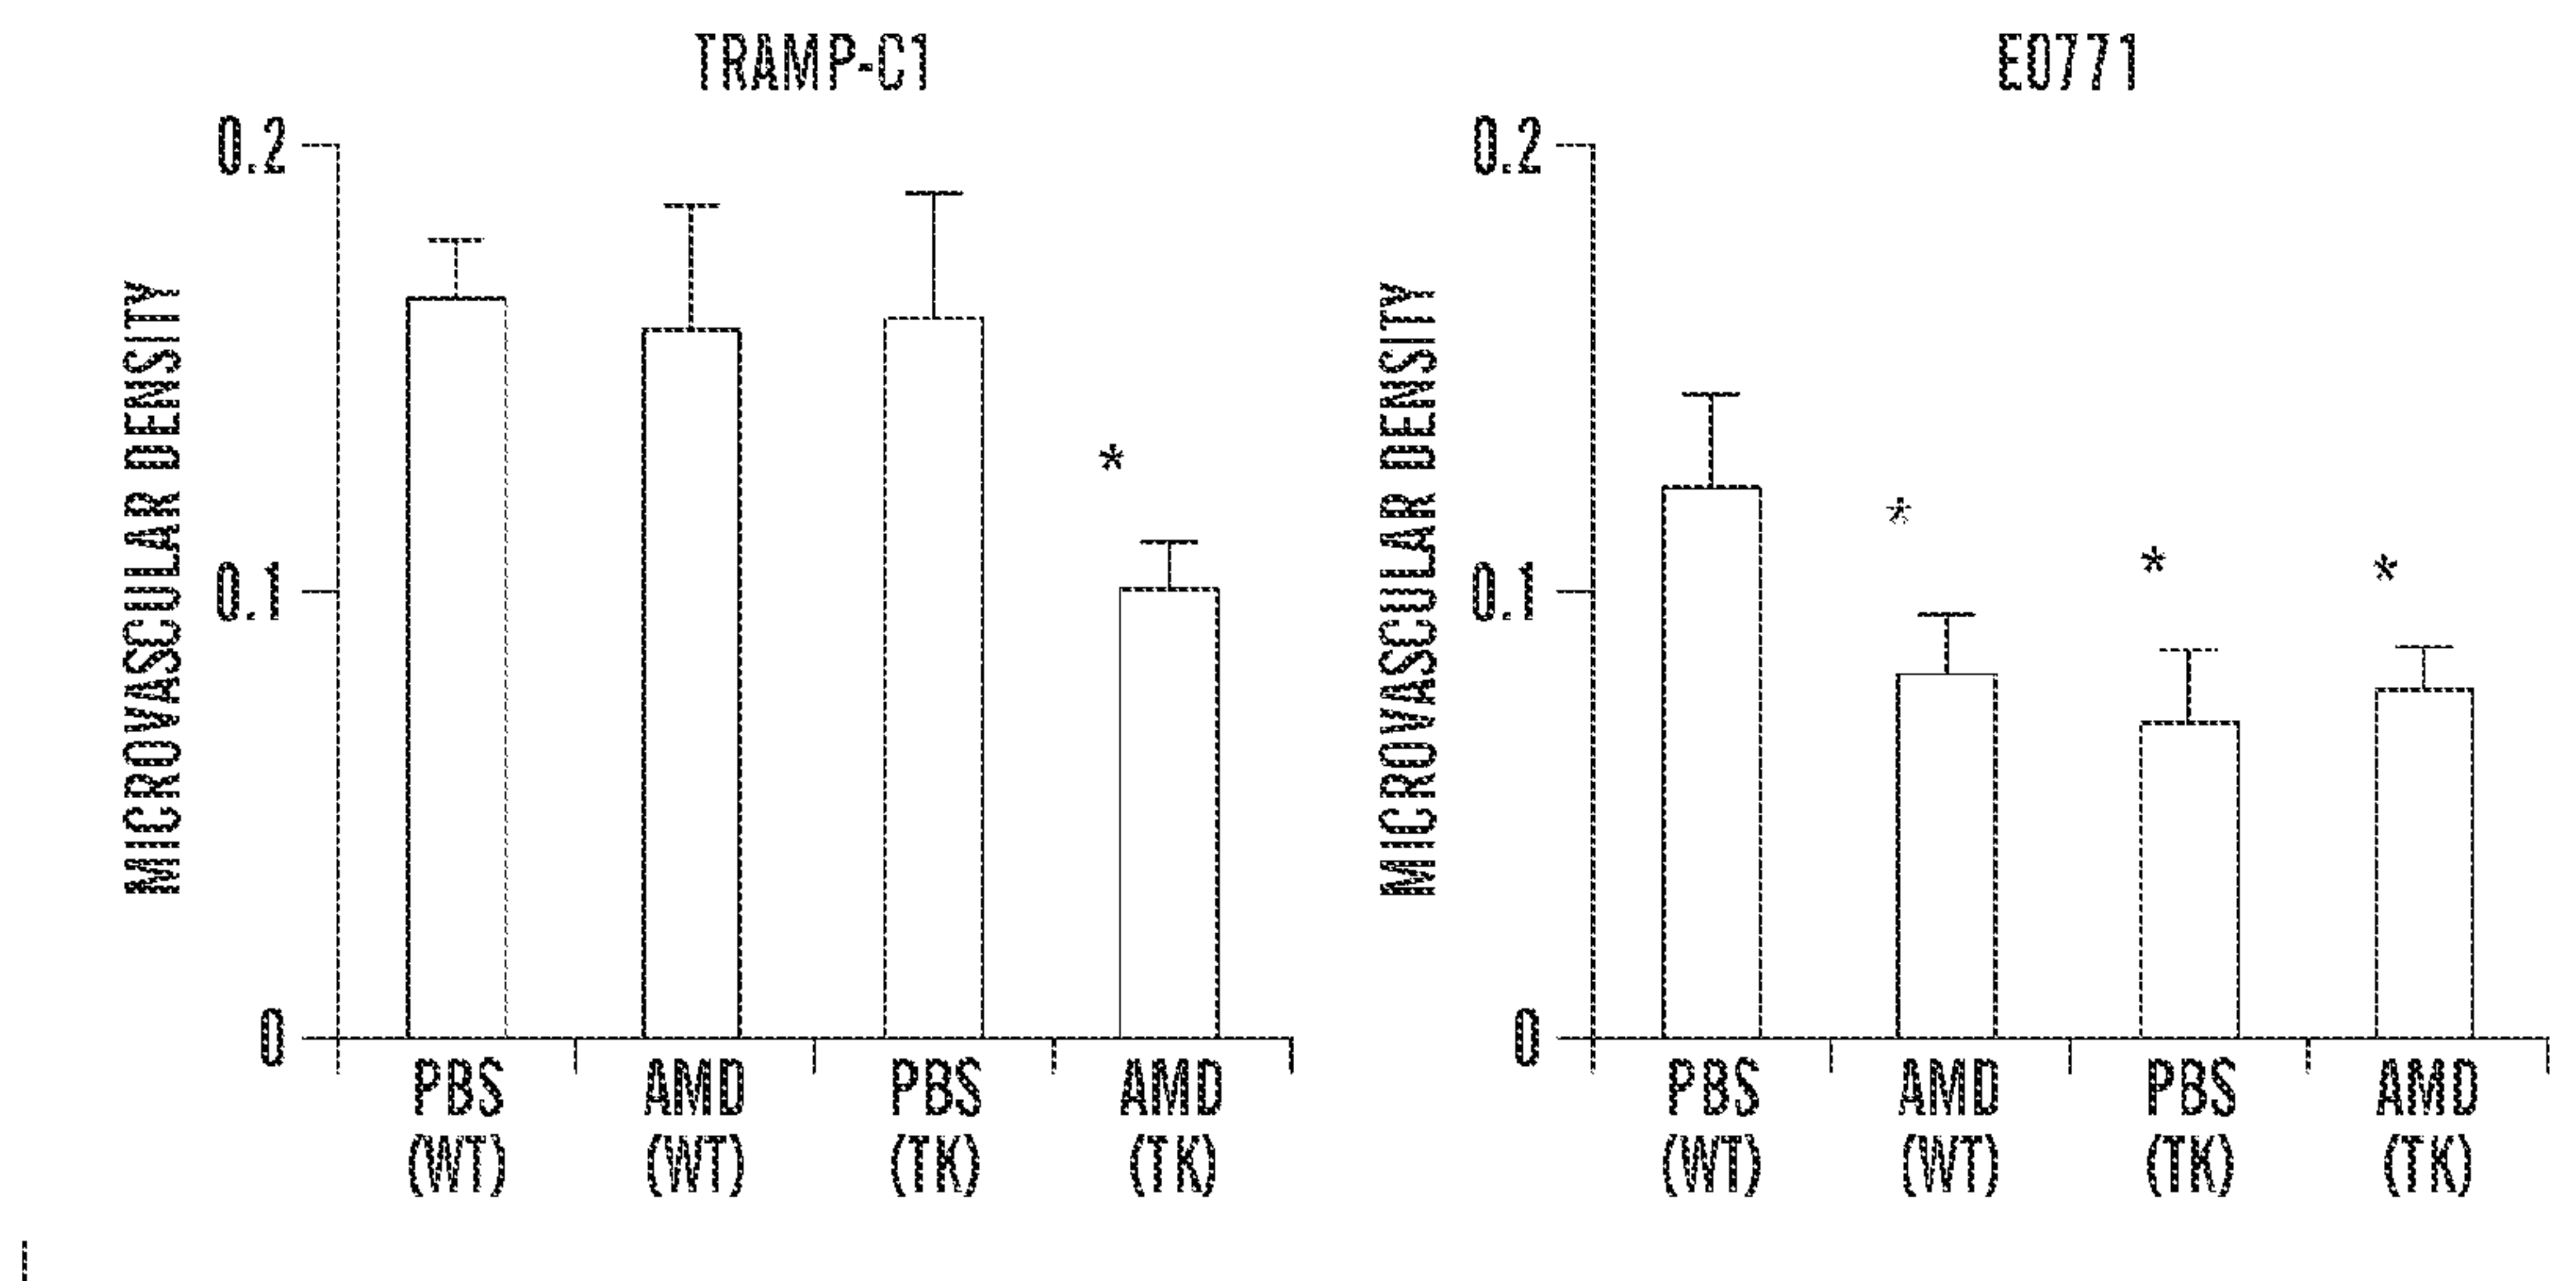 TRAMP-C1
MICROVASCULAR DENSITY
0.2
0.1
0
*
PBS AMD PBS AMD
(WT) (WT) (TK) (TK)
E0771
MICROVASCULAR DENSITY
0.2
0.1
0
* * *
PBS AMD PBS AMD
(WT) (WT) (TK) (TK)